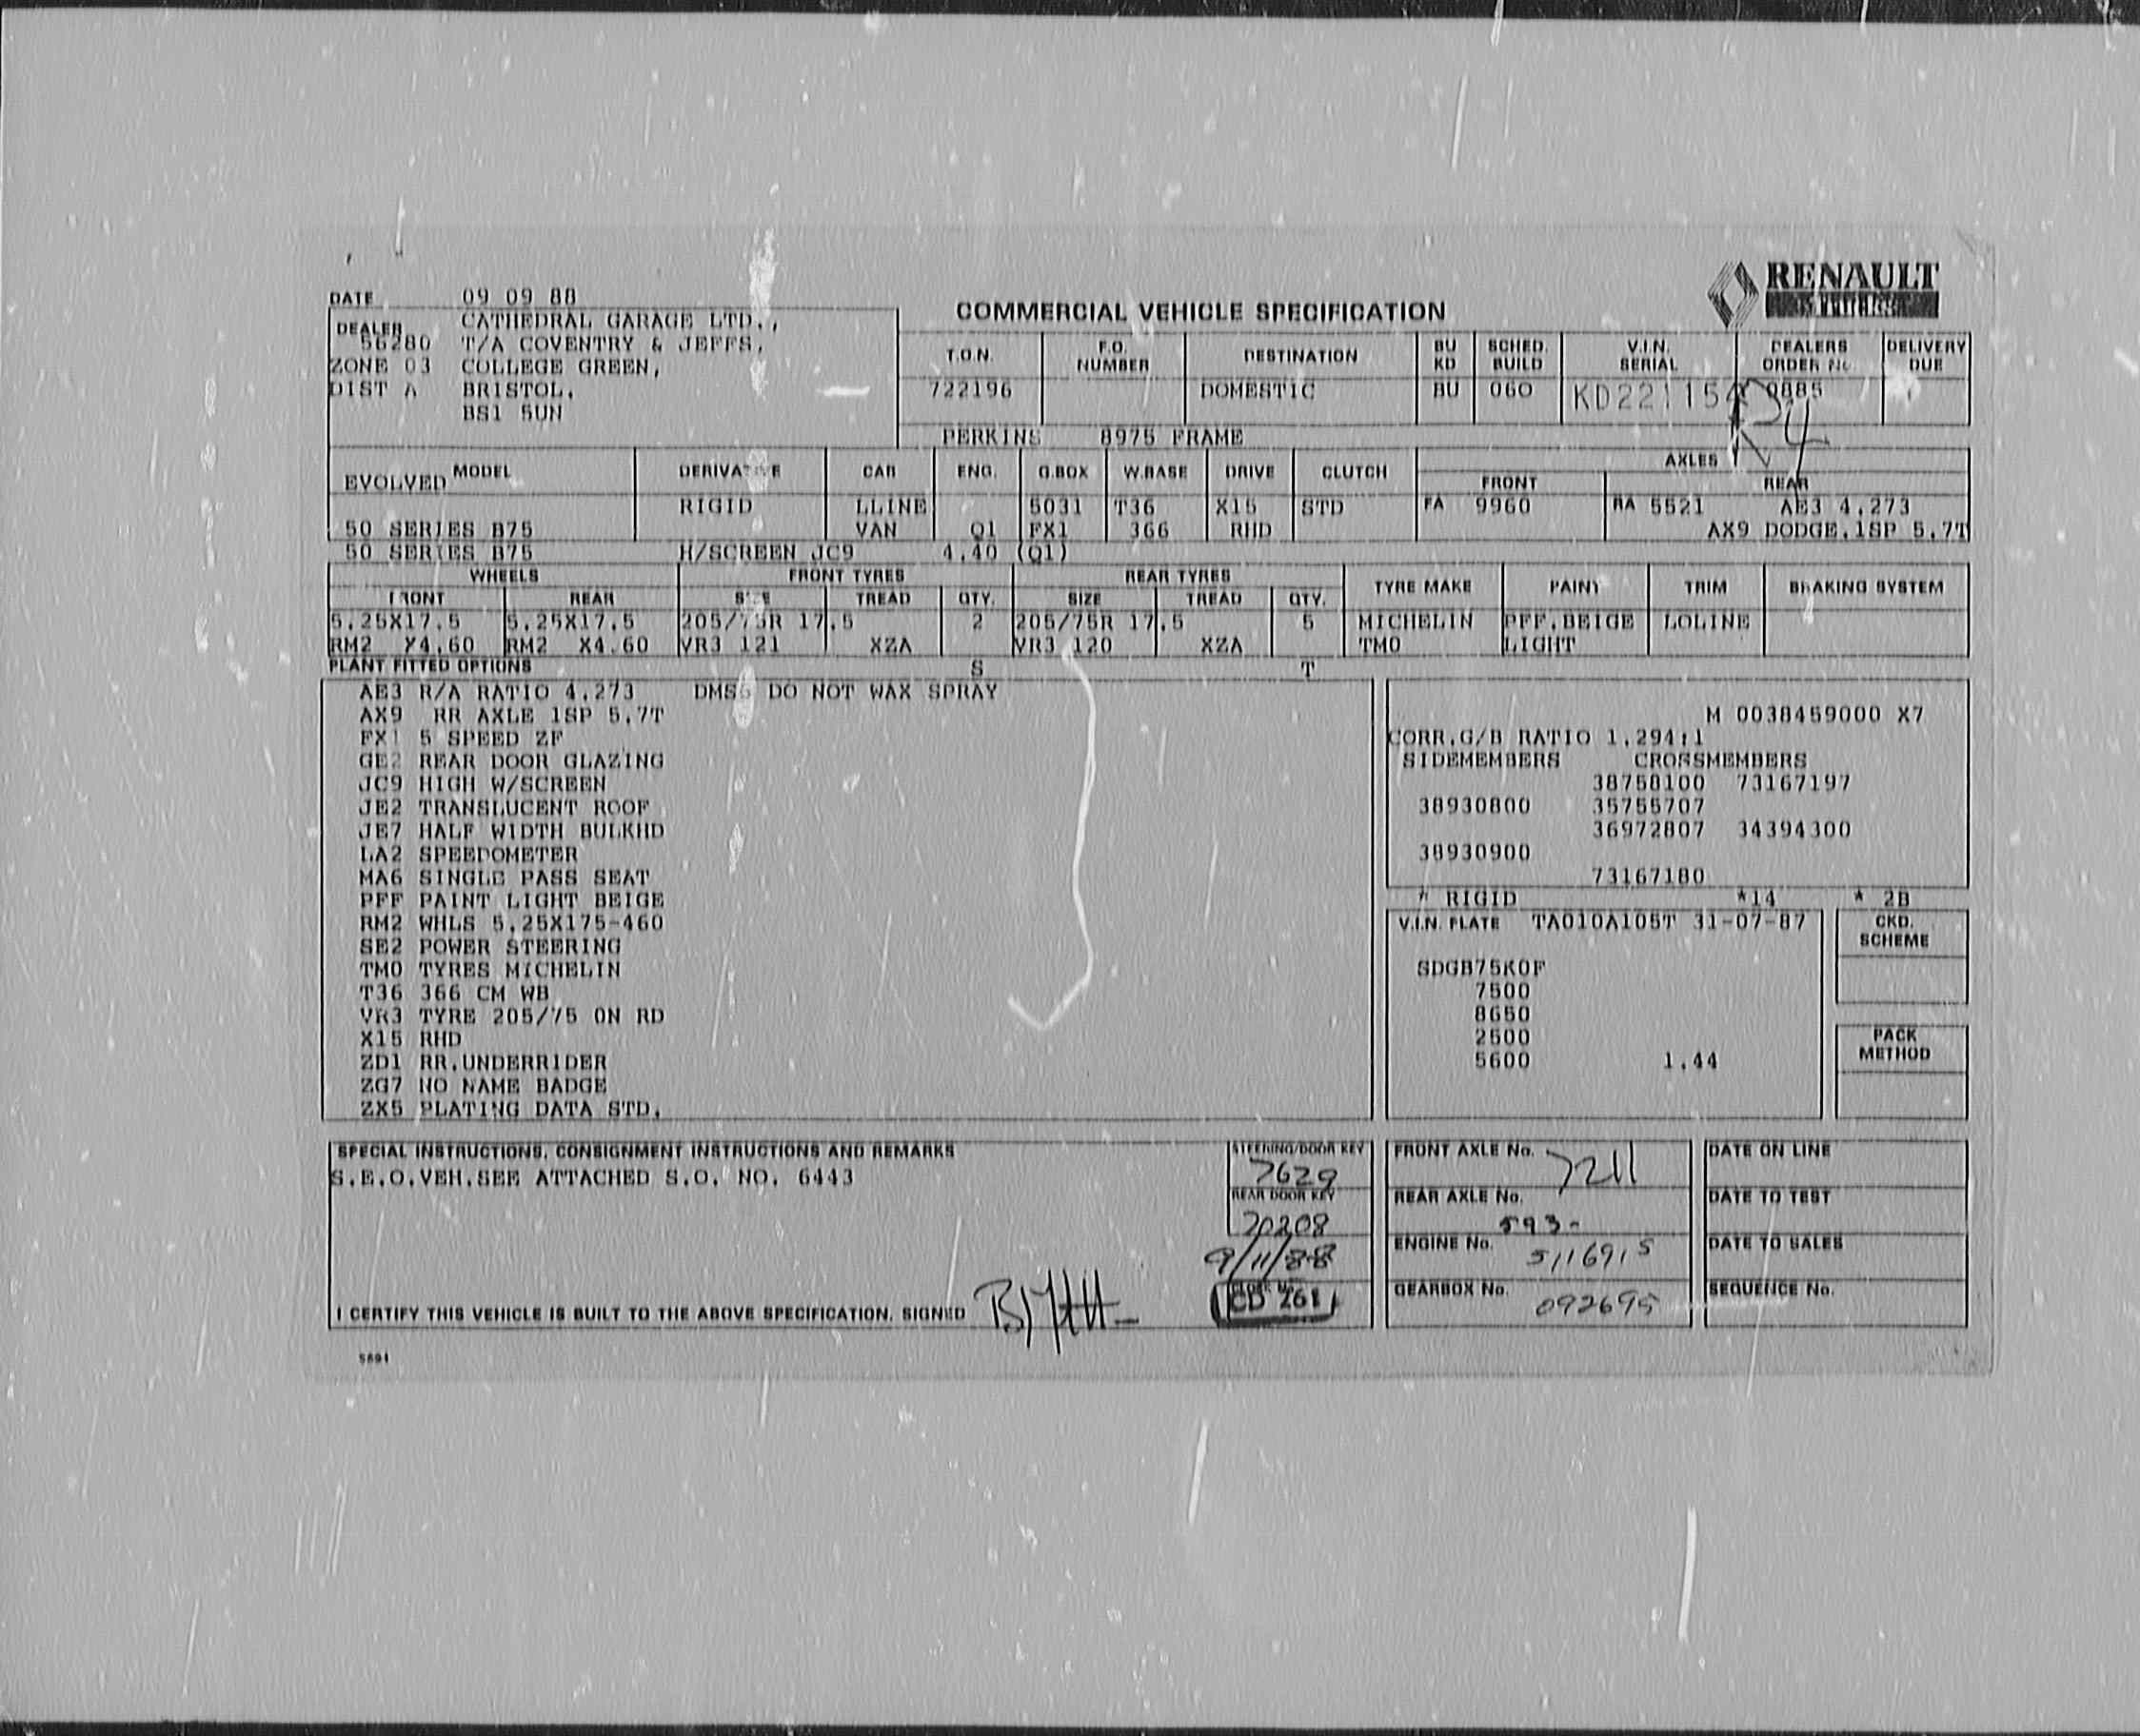 RENAULT
DATE 09 09 88
COMMERCIAL VEHICLE SPECIFICATION
DEALER 56280 CATHEDRAL GARAGE LTD.,
T/A COVENTRY & JEFFS,
ZONE 03 COLLEGE GREEN,
DIST A BRISTOL,
BS1 5UN
T.O.N. F.O. NUMBER DESTINATION BU KD SCHED. BUILD V.I.N. SERIAL DEALERS ORDER No DELIVERY DUE
722196 DOMESTIC BU 060 KD221154 0885
PERKINS 8975 FRAME
EVOLVED MODEL DERIVATIVE CAB ENG. G.BOX W.BASE DRIVE CLUTCH AXLES
FRONT REAR
RIGID LLINE 5031 T36 X15 STD FA 9960 RA 5521 AE3 4.273
50 SERIES B75 VAN Q1 FX1 366 RHD AX9 DODGE.1SP 5.7T
50 SERIES B75 H/SCREEN JC9 4.40 (Q1)
WHEELS FRONT TYRES REAR TYRES TYRE MAKE PAINT TRIM BRAKING SYSTEM
FRONT REAR SIZE TREAD QTY. SIZE TREAD QTY.
5.25X17.5 5.25X17.5 205/75R 17.5 2 205/75R 17.5 5 MICHELIN PFF.BEIGE LOLINE
RM2 X4.60 RM2 X4.60 VR3 121 XZA VR3 120 XZA TM0 LIGHT
PLANT FITTED OPTIONS S T
AE3 R/A RATIO 4.273 DMS6 DO NOT WAX SPRAY
AX9 RR AXLE 1SP 5.7T
FX1 5 SPEED ZF
GE2 REAR DOOR GLAZING
JC9 HIGH W/SCREEN
JE2 TRANSLUCENT ROOF
JE7 HALF WIDTH BULKHD
LA2 SPEEDOMETER
MA6 SINGLE PASS SEAT
PFF PAINT LIGHT BEIGE
RM2 WHLS 5.25X175-460
SE2 POWER STEERING
TM0 TYRES MICHELIN
T36 366 CM WB
VR3 TYRE 205/75 ON RD
X15 RHD
ZD1 RR.UNDERRIDER
ZG7 NO NAME BADGE
ZX5 PLATING DATA STD.
M 0038459000 X7
CORR.G/B RATIO 1.294:1
SIDEMEMBERS CROSSMEMBERS
38758100 73167197
38930800 35755707
36972807 34394300
38930900
73167180
" RIGID *14 * 2B
V.I.N. PLATE TA010A105T 31-07-87
SDGB75K0F
7500
8650
2500
5600 1.44
CKD. SCHEME
PACK METHOD
SPECIAL INSTRUCTIONS, CONSIGNMENT INSTRUCTIONS AND REMARKS
S.E.O.VEH.SEE ATTACHED S.O. NO. 6443
STEERING/DOOR KEY
7629
REAR DOOR KEY
20208
9/11/88
CD 261
I CERTIFY THIS VEHICLE IS BUILT TO THE ABOVE SPECIFICATION. SIGNED
FRONT AXLE No. 7211
REAR AXLE No. 593-
ENGINE No. 5116915
GEARBOX No. 092695
DATE ON LINE
DATE TO TEST
DATE TO SALES
SEQUENCE No.
5691